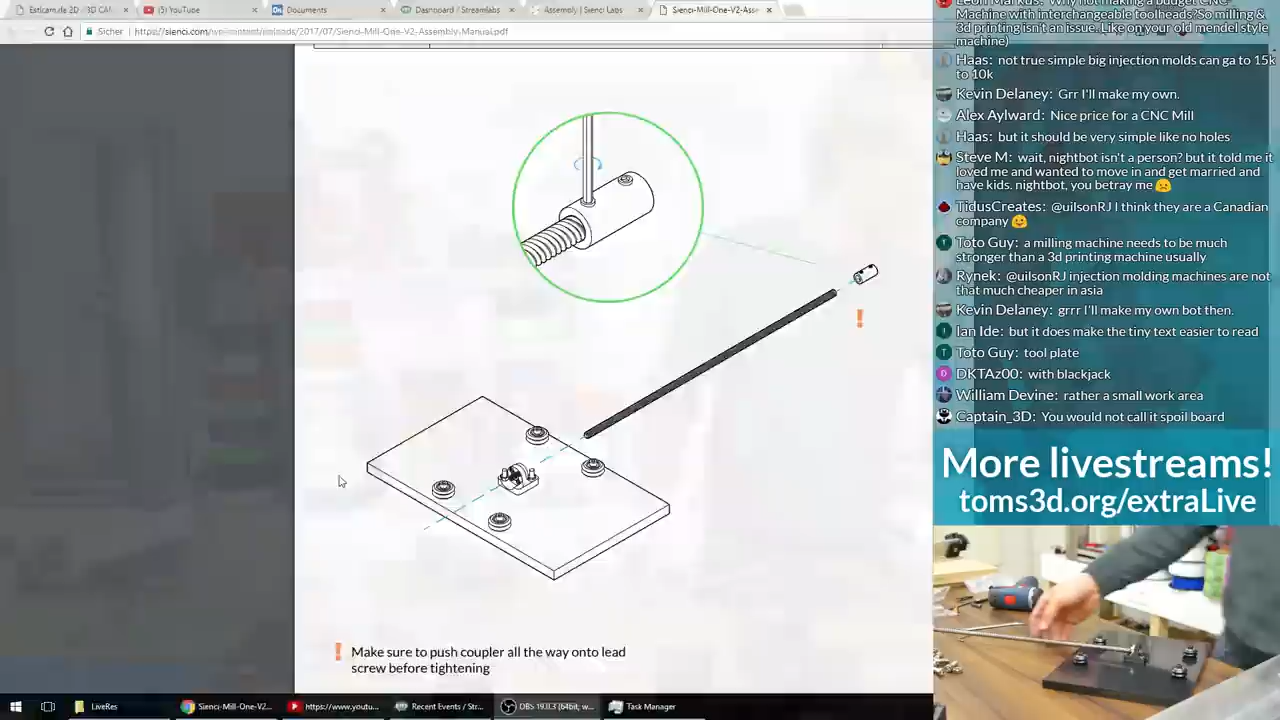 Estlcam.de 2D - 3D CAM
(5) YouTube
Documents
Dashboard / Streamlabs
Assembly | Sienci Labs
Sienci-Mill-One-V2-Asse
Sicher
https://sienci.com/wp-content/uploads/2017/07/Sienci-Mill-One-V2-Assembly-Manual.pdf
Machine with interchangeable toolheads?So milling &
3d printing isn't an issue. Like on your old mendel style
machine)
Haas: not true simple big injection molds can ga to 15k
to 10k
Kevin Delaney: Grr I'll make my own.
Alex Aylward: Nice price for a CNC Mill
Haas: but it should be very simple like no holes
Steve M: wait, nightbot isn't a person? but it told me it
loved me and wanted to move in and get married and
have kids. nightbot, you betray me
TidusCreates: @uilsonRJ I think they are a Canadian
company
Toto Guy: a milling machine needs to be much
stronger than a 3d printing machine usually
Rynek: @uilsonRJ injection molding machines are not
that much cheaper in asia
Kevin Delaney: grrr I'll make my own bot then.
Ian Ide: but it does make the tiny text easier to read
Toto Guy: tool plate
DKTAz00: with blackjack
William Devine: rather a small work area
Captain_3D: You would not call it spoil board
More livestreams!
toms3d.org/extraLive
!
! Make sure to push coupler all the way onto lead
screw before tightening
LiveRes
Sienci-Mill-One-V2...
https://www.youtu...
Recent Events / Str...
OBS 19.0.3 (64bit, w...
Task Manager